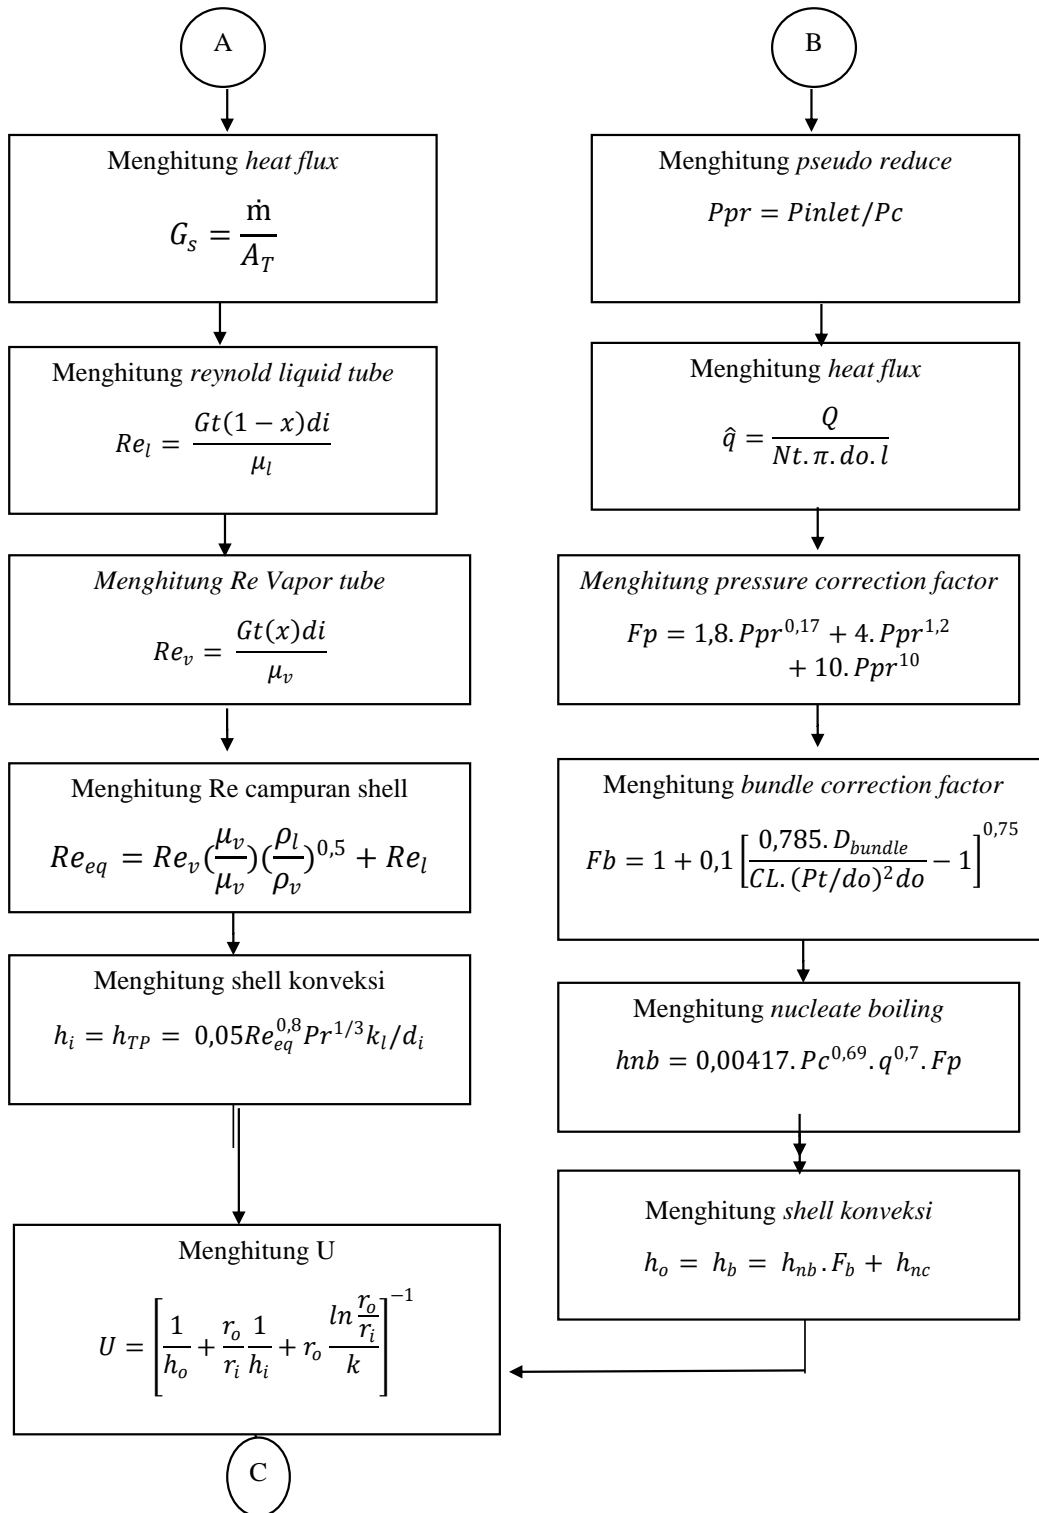 A
Menghitung heat flux
G_s = ṁ / A_T
Menghitung reynold liquid tube
Re_l = Gt(1 − x)di / μ_l
Menghitung Re Vapor tube
Re_v = Gt(x)di / μ_v
Menghitung Re campuran shell
Re_eq = Re_v(μ_v/μ_v)(ρ_l/ρ_v)^0,5 + Re_l
Menghitung shell konveksi
h_i = h_TP = 0,05Re_eq^0,8 Pr^1/3 k_l/d_i
Menghitung U
U = [1/h_o + r_o/r_i 1/h_i + r_o ln(r_o/r_i)/k]^−1
C
B
Menghitung pseudo reduce
Ppr = Pinlet/Pc
Menghitung heat flux
q̂ = Q / Nt.π.do.l
Menghitung pressure correction factor
Fp = 1,8.Ppr^0,17 + 4.Ppr^1,2
+ 10.Ppr^10
Menghitung bundle correction factor
Fb = 1 + 0,1[0,785.D_bundle / CL.(Pt/do)^2do − 1]^0,75
Menghitung nucleate boiling
hnb = 0,00417.Pc^0,69.q^0,7.Fp
Menghitung shell konveksi
h_o = h_b = h_nb.F_b + h_nc